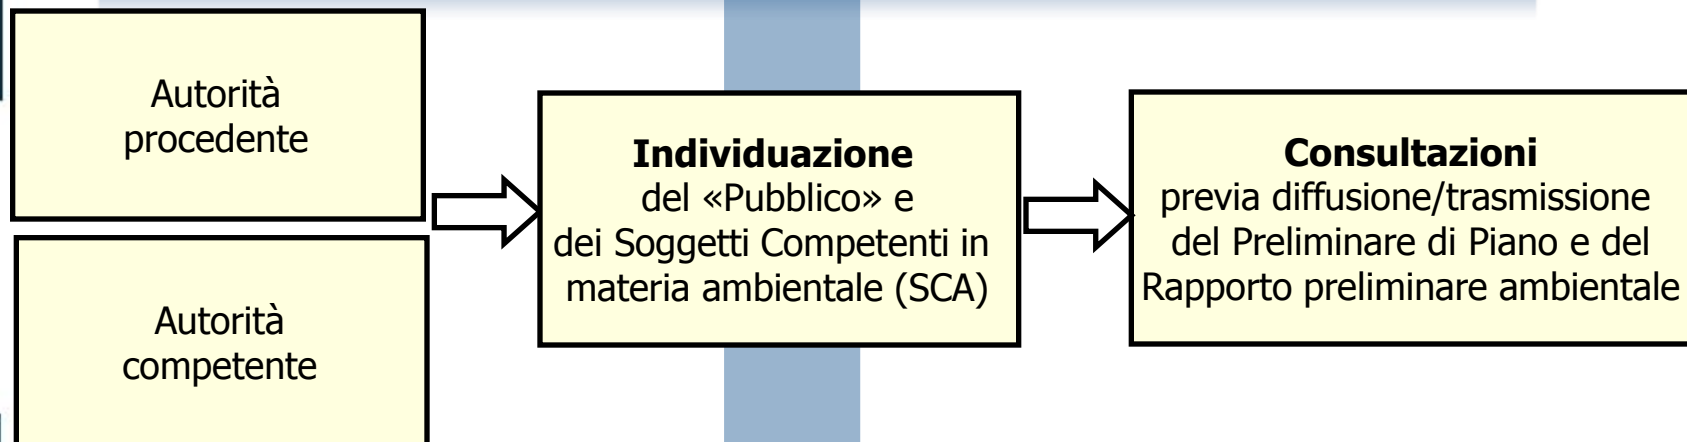 Autorità
procedente
Autorità
competente
Individuazione
del «Pubblico» e
dei Soggetti Competenti in
materia ambientale (SCA)
Consultazioni
previa diffusione/trasmissione
del Preliminare di Piano e del
Rapporto preliminare ambientale